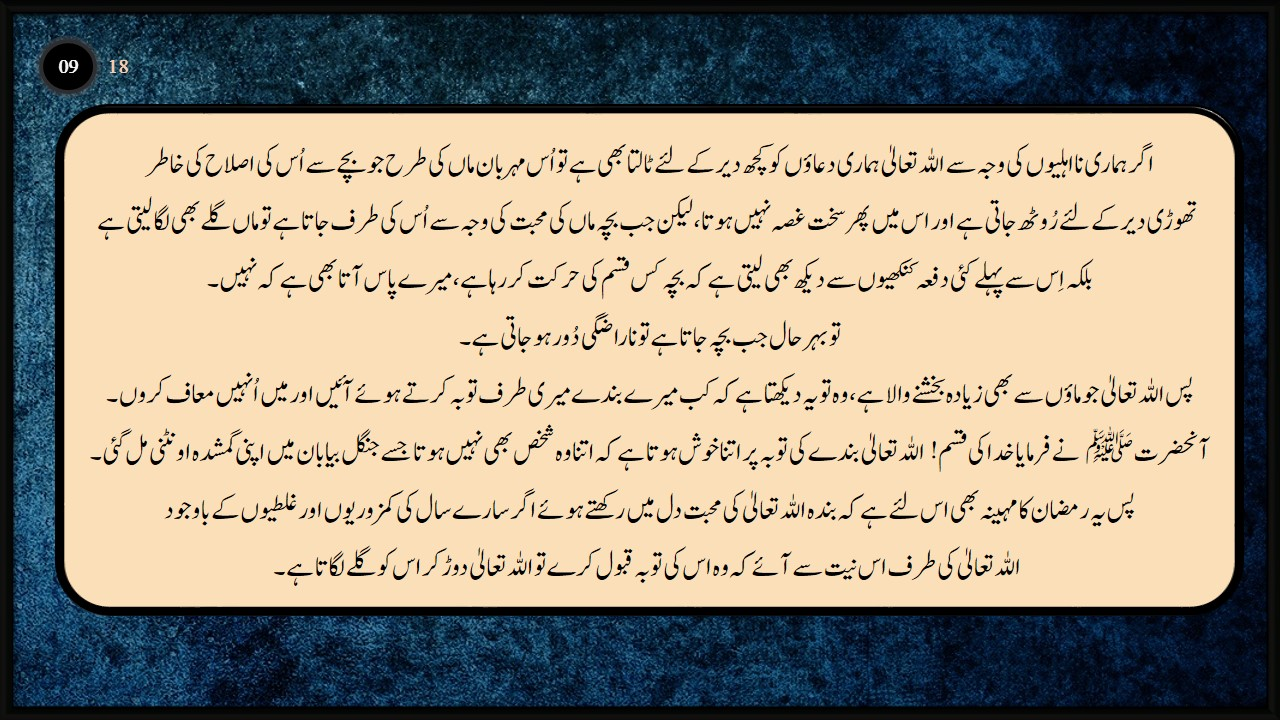 09 18
اگر ہماری نااہلیوں کی وجہ سے اللہ تعالیٰ ہماری دعاؤں کو کچھ دیر کے لئے ٹالتا بھی ہے تو اُس مہربان ماں کی طرح جو بچے سے اُس کی اصلاح کی خاطر
تھوڑی دیر کے لئے رُوٹھ جاتی ہے اور اس میں پھر سخت غصہ نہیں ہوتا، لیکن جب بچہ ماں کی محبت کی وجہ سے اُس کی طرف جاتا ہے تو ماں گلے بھی لگا لیتی ہے
بلکہ اِس سے پہلے کئی دفعہ کنکھیوں سے دیکھ بھی لیتی ہے کہ بچہ کس قسم کی حرکت کر رہا ہے، میرے پاس آتا بھی ہے کہ نہیں۔
تو بہر حال جب بچہ جاتا ہے تو ناراضگی دُور ہو جاتی ہے۔
پس اللہ تعالیٰ جو ماؤں سے بھی زیادہ بخشنے والا ہے، وہ تو یہ دیکھتا ہے کہ کب میرے بندے میری طرف توبہ کرتے ہوئے آئیں اور میں اُنہیں معاف کروں۔
آنحضرت ﷺ نے فرمایا خدا کی قسم! اللہ تعالیٰ بندے کی توبہ پر اتنا خوش ہوتا ہے کہ اتنا وہ شخص بھی نہیں ہوتا جسے جنگل بیابان میں اپنی گمشدہ اونٹنی مل گئی۔
پس یہ رمضان کا مہینہ بھی اس لئے ہے کہ بندہ اللہ تعالیٰ کی محبت دل میں رکھتے ہوئے اگر سارے سال کی کمزوریوں اور غلطیوں کے باوجود
اللہ تعالیٰ کی طرف اس نیت سے آئے کہ وہ اس کی توبہ قبول کرے تو اللہ تعالیٰ دوڑ کر اس کو گلے لگاتا ہے۔